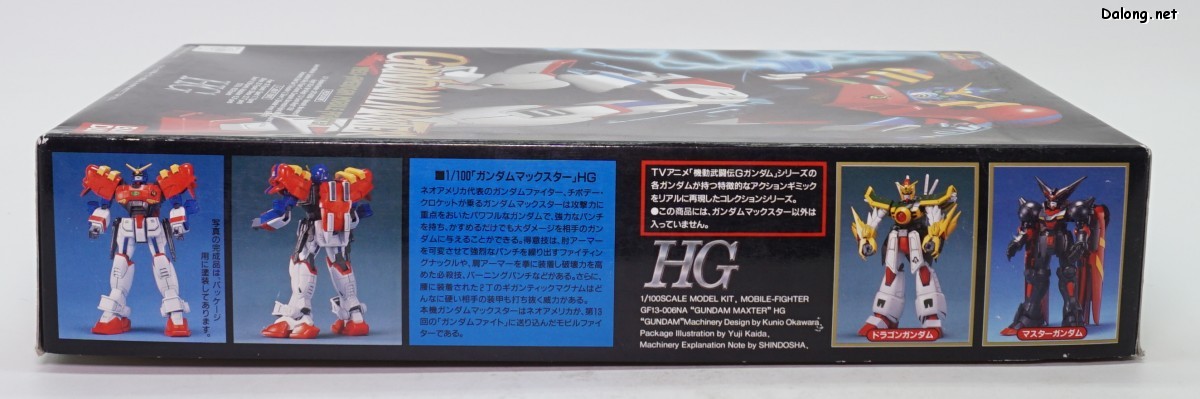 Dalong.net
HG
GUNDAM MAXTER
BANDAI
写真の完成品は、パッケージ
用に塗装してあります。
■1/100「ガンダムマックスター」HG
ネオアメリカ代表のガンダムファイター、チボデー・
クロケットが乗るガンダムマックスターは攻撃力に
重点をおいたパワフルなガンダムで、強力なパンチ
を持ち、かすめるだけでも大ダメージを相手のガン
ダムに与えることができる。得意技は、肘アーマー
を可変させて強烈なパンチを繰り出すファイティン
グナックルや、肩アーマーを拳に装着し破壊力を高
めた必殺技、バーニングパンチなどがある。さらに、
腰に装着された2丁のギガンティックマグナムはど
んなに硬い相手の装甲も打ち抜く威力がある。
本機ガンダムマックスターはネオアメリカが、第13
回の「ガンダムファイト」に送り込んだモビルファイ
ターである。
TVアニメ「機動武闘伝Gガンダム」シリーズの
各ガンダムが持つ特徴的なアクションギミック
をリアルに再現したコレクションシリーズ。
●この商品には、ガンダムマックスター以外は
入っていません。
HG
1/100SCALE MODEL KIT, MOBILE-FIGHTER
GF13-006NA "GUNDAM MAXTER" HG
"GUNDAM" Machinery Design by Kunio Okawara,
Package Illustration by Yuji Kaida,
Machinery Explanation Note by SHINDOSHA,
ドラゴンガンダム
マスターガンダム